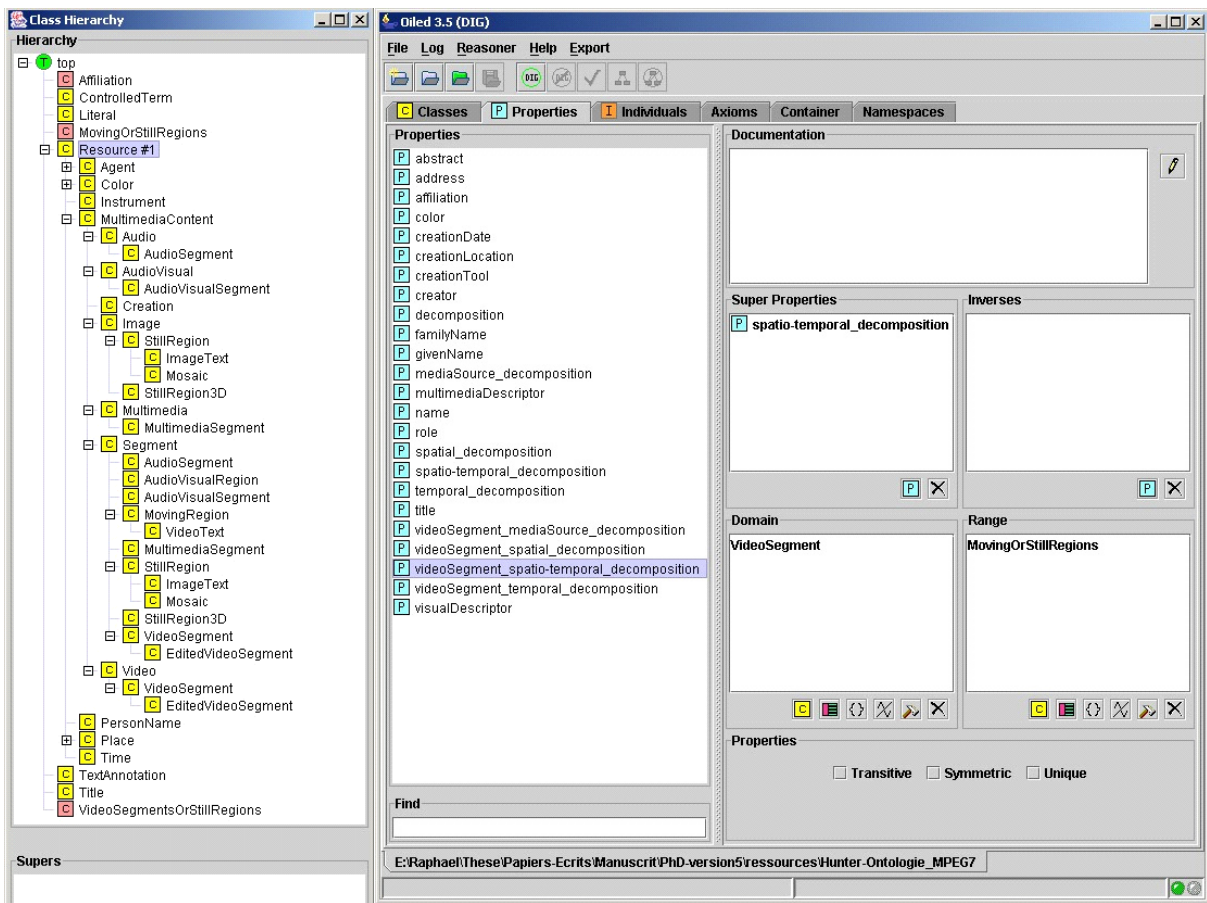 Class Hierarchy
Hierarchy
T top
C Affiliation
C ControlledTerm
C Literal
C MovingOrStillRegions
C Resource #1
C Agent
C Color
C Instrument
C MultimediaContent
C Audio
C AudioSegment
C AudioVisual
C AudioVisualSegment
C Creation
C Image
C StillRegion
C ImageText
C Mosaic
C StillRegion3D
C Multimedia
C MultimediaSegment
C Segment
C AudioSegment
C AudioVisualRegion
C AudioVisualSegment
C MovingRegion
C VideoText
C MultimediaSegment
C StillRegion
C ImageText
C Mosaic
C StillRegion3D
C VideoSegment
C EditedVideoSegment
C Video
C VideoSegment
C EditedVideoSegment
C PersonName
C Place
C Time
C TextAnnotation
C Title
C VideoSegmentsOrStillRegions
Supers
Oiled 3.5 (DIG)
File Log Reasoner Help Export
DIG DIG
C Classes P Properties I Individuals Axioms Container Namespaces
Properties
P abstract
P address
P affiliation
P color
P creationDate
P creationLocation
P creationTool
P creator
P decomposition
P familyName
P givenName
P mediaSource_decomposition
P multimediaDescriptor
P name
P role
P spatial_decomposition
P spatio-temporal_decomposition
P temporal_decomposition
P title
P videoSegment_mediaSource_decomposition
P videoSegment_spatial_decomposition
P videoSegment_spatio-temporal_decomposition
P videoSegment_temporal_decomposition
P visualDescriptor
Find
Documentation
Super Properties
P spatio-temporal_decomposition
P
Inverses
P
Domain
VideoSegment
C {}
Range
MovingOrStillRegions
C {}
Properties
Transitive Symmetric Unique
E:\Raphael\These\Papiers-Ecrits\Manuscrit\PhD-version5\ressources\Hunter-Ontologie_MPEG7